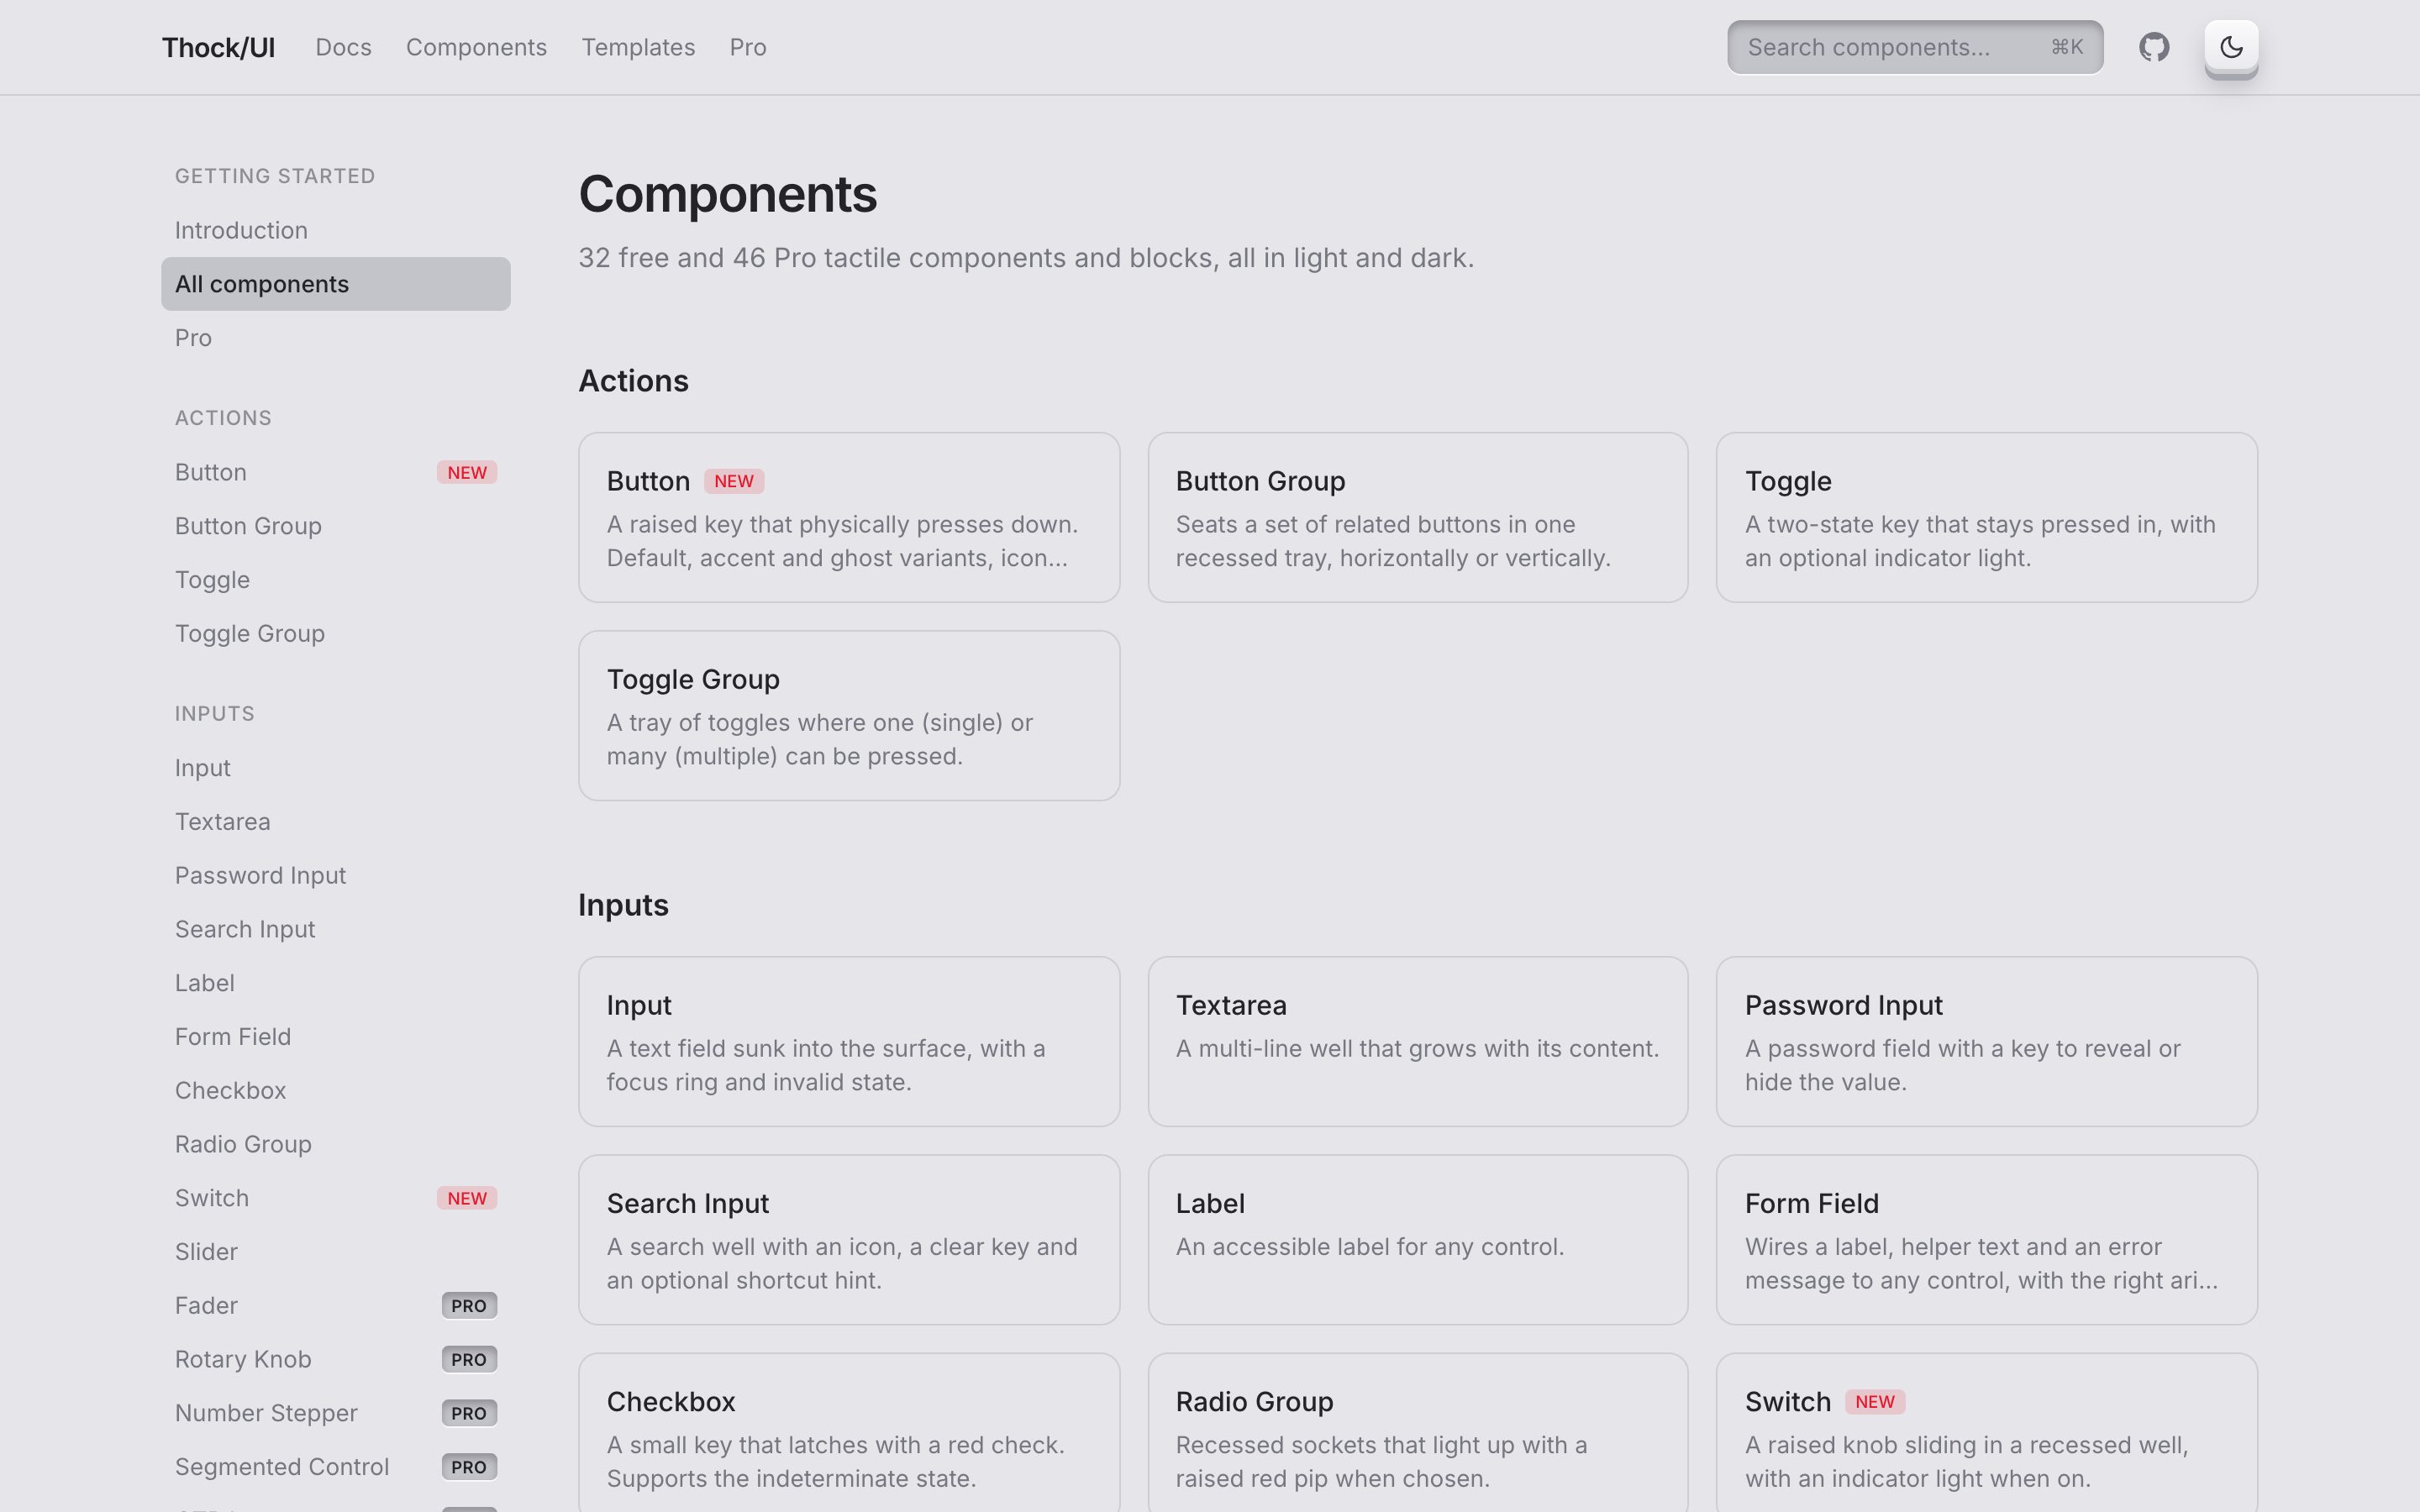 Thock/UI
Docs
Components
Templates
Pro
Search components...
⌘K
GETTING STARTED
Introduction
All components
Pro
ACTIONS
Button
NEW
Button Group
Toggle
Toggle Group
INPUTS
Input
Textarea
Password Input
Search Input
Label
Form Field
Checkbox
Radio Group
Switch
NEW
Slider
Fader
PRO
Rotary Knob
PRO
Number Stepper
PRO
Segmented Control
PRO
Components
32 free and 46 Pro tactile components and blocks, all in light and dark.
Actions
Button
NEW
A raised key that physically presses down.
Default, accent and ghost variants, icon...
Button Group
Seats a set of related buttons in one
recessed tray, horizontally or vertically.
Toggle
A two-state key that stays pressed in, with
an optional indicator light.
Toggle Group
A tray of toggles where one (single) or
many (multiple) can be pressed.
Inputs
Input
A text field sunk into the surface, with a
focus ring and invalid state.
Textarea
A multi-line well that grows with its content.
Password Input
A password field with a key to reveal or
hide the value.
Search Input
A search well with an icon, a clear key and
an optional shortcut hint.
Label
An accessible label for any control.
Form Field
Wires a label, helper text and an error
message to any control, with the right ari...
Checkbox
A small key that latches with a red check.
Supports the indeterminate state.
Radio Group
Recessed sockets that light up with a
raised red pip when chosen.
Switch
NEW
A raised knob sliding in a recessed well,
with an indicator light when on.